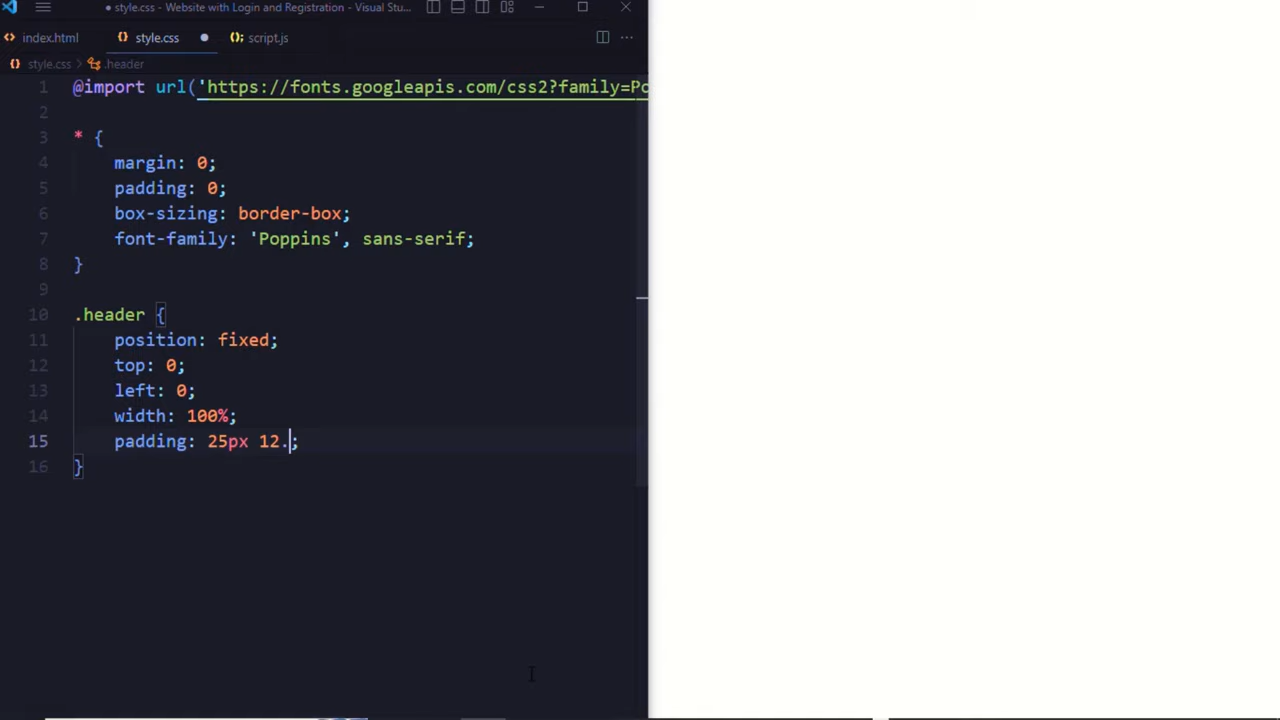 ● style.css - Website with Login and Registration - Visual Stu...
index.html
style.css ●
script.js
style.css > .header
1 @import url('https://fonts.googleapis.com/css2?family=Po
2
3 * {
4 margin: 0;
5 padding: 0;
6 box-sizing: border-box;
7 font-family: 'Poppins', sans-serif;
8 }
9
10 .header {
11 position: fixed;
12 top: 0;
13 left: 0;
14 width: 100%;
15 padding: 25px 12.;
16 }